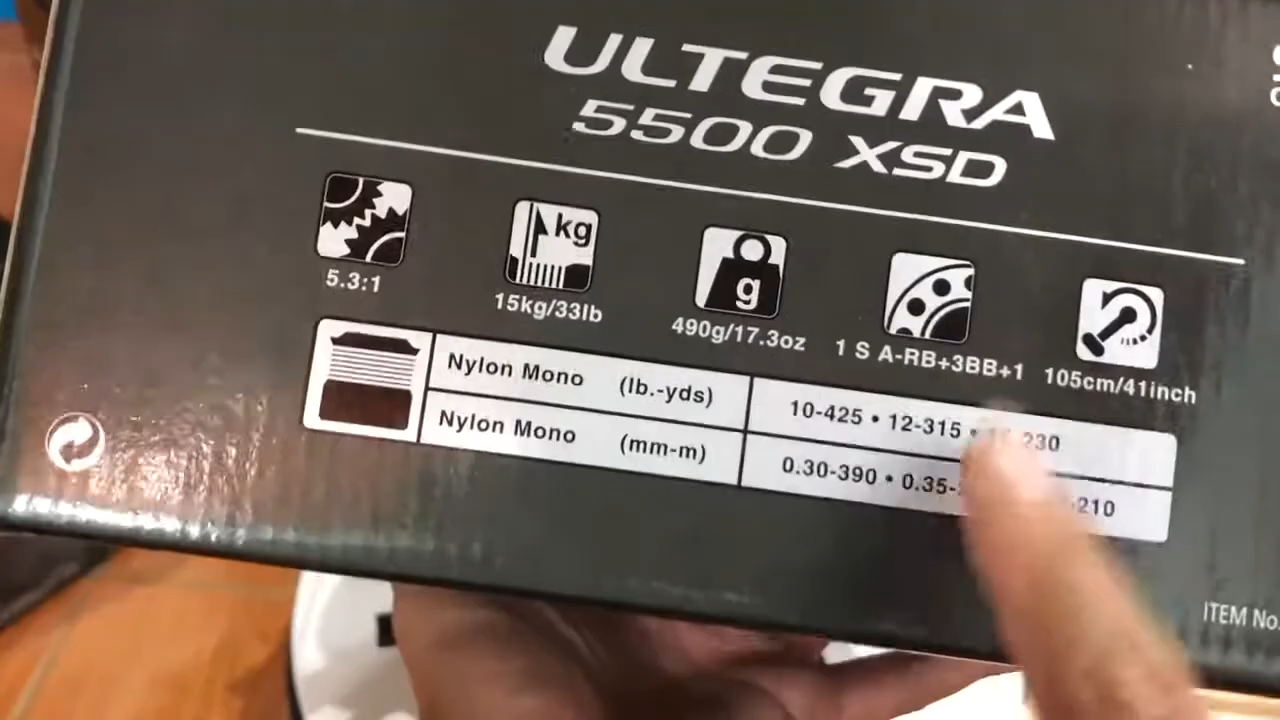 ULTEGRA
5500 XSD
kg
g
5.3:1
15kg/33lb
490g/17.3oz
1 S A-RB+3BB+1
105cm/41inch
Nylon Mono (lb.-yds) 10-425 • 12-315 • 230
Nylon Mono (mm-m) 0.30-390 • 0.35- -210
ITEM No.